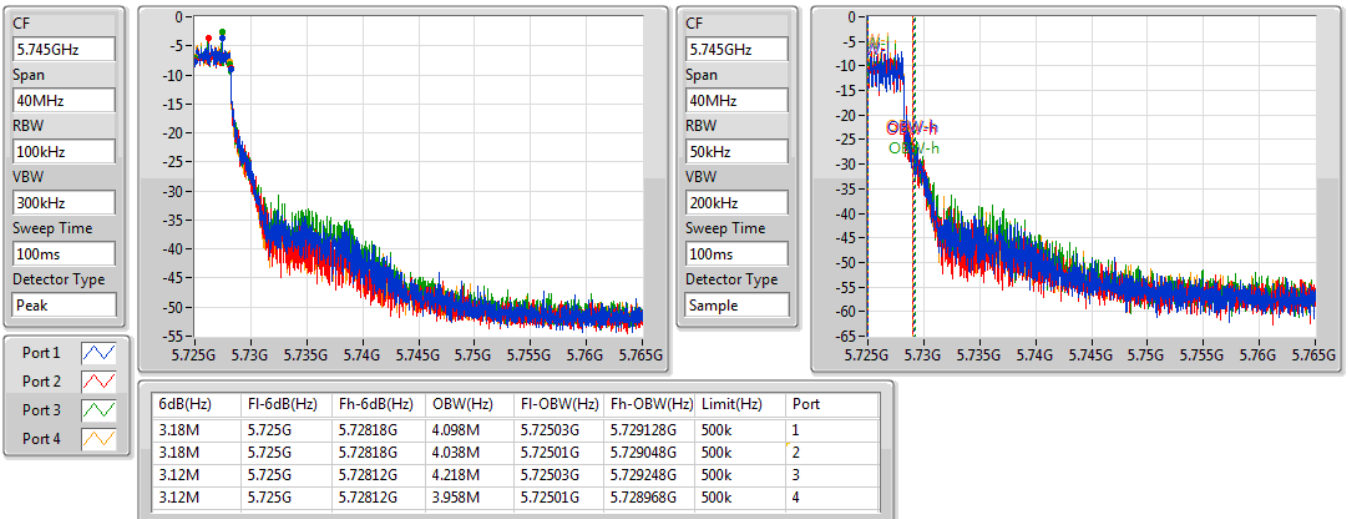 CF
5.745GHz
Span
40MHz
RBW
100kHz
VBW
300kHz
Sweep Time
100ms
Detector Type
Peak
0
-5
-10
-15
-20
-25
-30
-35
-40
-45
-50
-55
5.725G 5.73G 5.735G 5.74G 5.745G 5.75G 5.755G 5.76G 5.765G
CF
5.745GHz
Span
40MHz
RBW
50kHz
VBW
200kHz
Sweep Time
100ms
Detector Type
Sample
0
-5
-10
-15
-20
-25
-30
-35
-40
-45
-50
-55
-60
-65
OBW-h
OBW-h
5.725G 5.73G 5.735G 5.74G 5.745G 5.75G 5.755G 5.76G 5.765G
Port 1
Port 2
Port 3
Port 4
6dB(Hz) Fl-6dB(Hz) Fh-6dB(Hz) OBW(Hz) Fl-OBW(Hz) Fh-OBW(Hz) Limit(Hz) Port
3.18M 5.725G 5.72818G 4.098M 5.72503G 5.729128G 500k 1
3.18M 5.725G 5.72818G 4.038M 5.72501G 5.729048G 500k 2
3.12M 5.725G 5.72812G 4.218M 5.72503G 5.729248G 500k 3
3.12M 5.725G 5.72812G 3.958M 5.72501G 5.728968G 500k 4